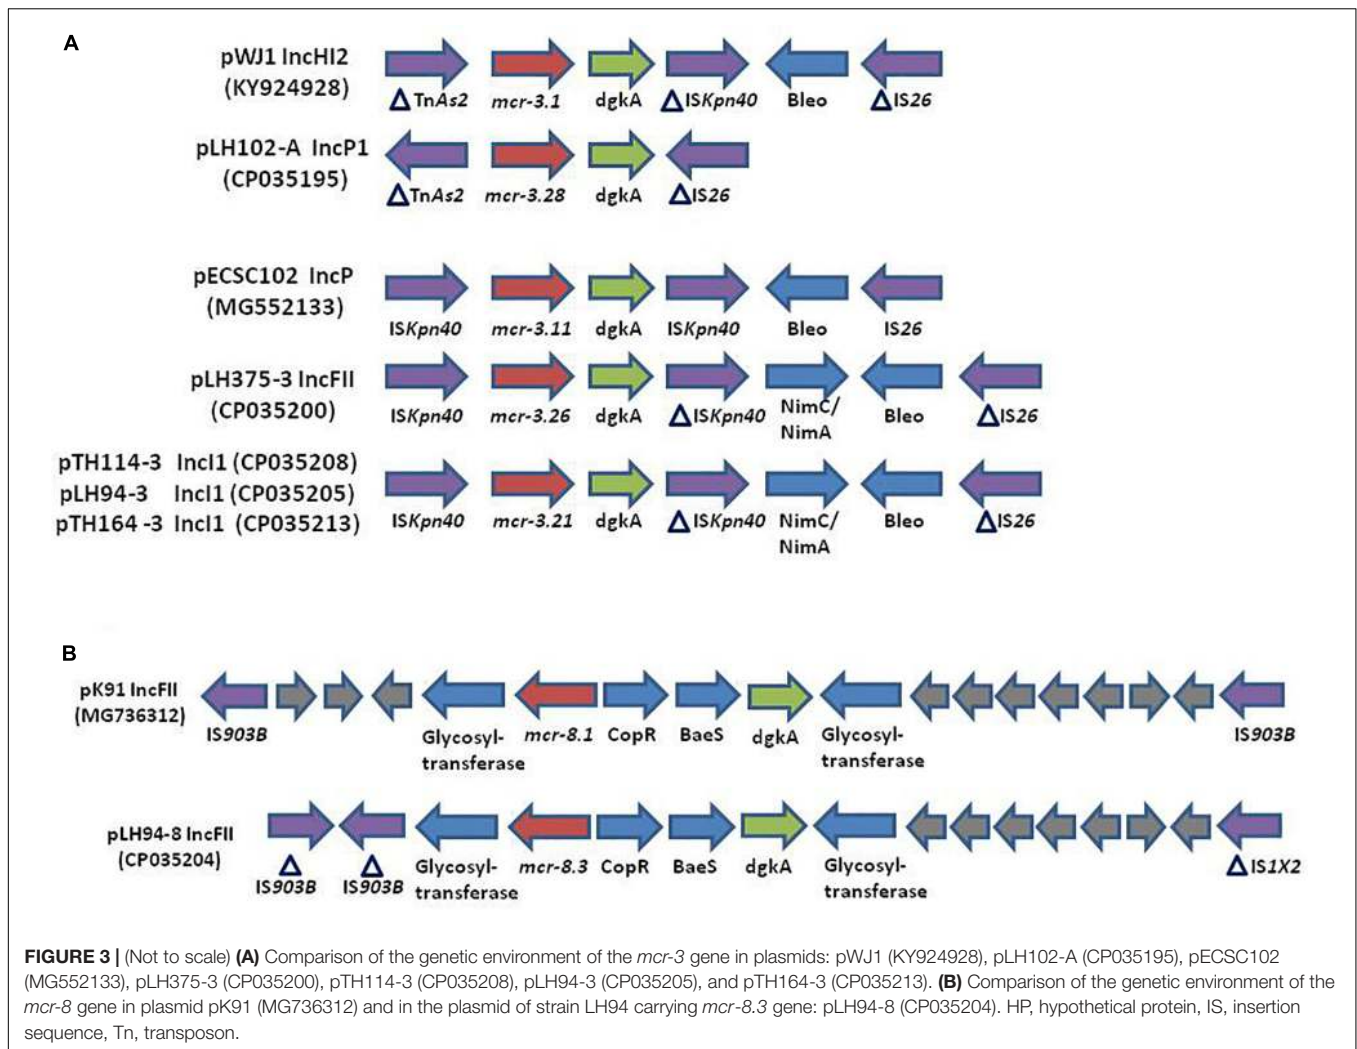 A
pWJ1 IncHI2
(KY924928)
ΔTnAs2 mcr-3.1 dgkA ΔISKpn40 Bleo ΔIS26
pLH102-A IncP1
(CP035195)
ΔTnAs2 mcr-3.28 dgkA ΔIS26
pECSC102 IncP
(MG552133)
ISKpn40 mcr-3.11 dgkA ISKpn40 Bleo IS26
pLH375-3 IncFII
(CP035200)
ISKpn40 mcr-3.26 dgkA ΔISKpn40 NimC/ Bleo ΔIS26
NimA
pTH114-3 IncI1 (CP035208)
pLH94-3 IncI1 (CP035205)
pTH164-3 IncI1 (CP035213)
ISKpn40 mcr-3.21 dgkA ΔISKpn40 NimC/ Bleo ΔIS26
NimA
B
pK91 IncFII
(MG736312)
IS903B Glycosyl- mcr-8.1 CopR BaeS dgkA Glycosyl- IS903B
transferase transferase
pLH94-8 IncFII
(CP035204)
Δ IS903B Δ IS903B Glycosyl- mcr-8.3 CopR BaeS dgkA Glycosyl- Δ IS1X2
transferase transferase
FIGURE 3 | (Not to scale) (A) Comparison of the genetic environment of the mcr-3 gene in plasmids: pWJ1 (KY924928), pLH102-A (CP035195), pECSC102
(MG552133), pLH375-3 (CP035200), pTH114-3 (CP035208), pLH94-3 (CP035205), and pTH164-3 (CP035213). (B) Comparison of the genetic environment of the
mcr-8 gene in plasmid pK91 (MG736312) and in the plasmid of strain LH94 carrying mcr-8.3 gene: pLH94-8 (CP035204). HP, hypothetical protein, IS, insertion
sequence, Tn, transposon.